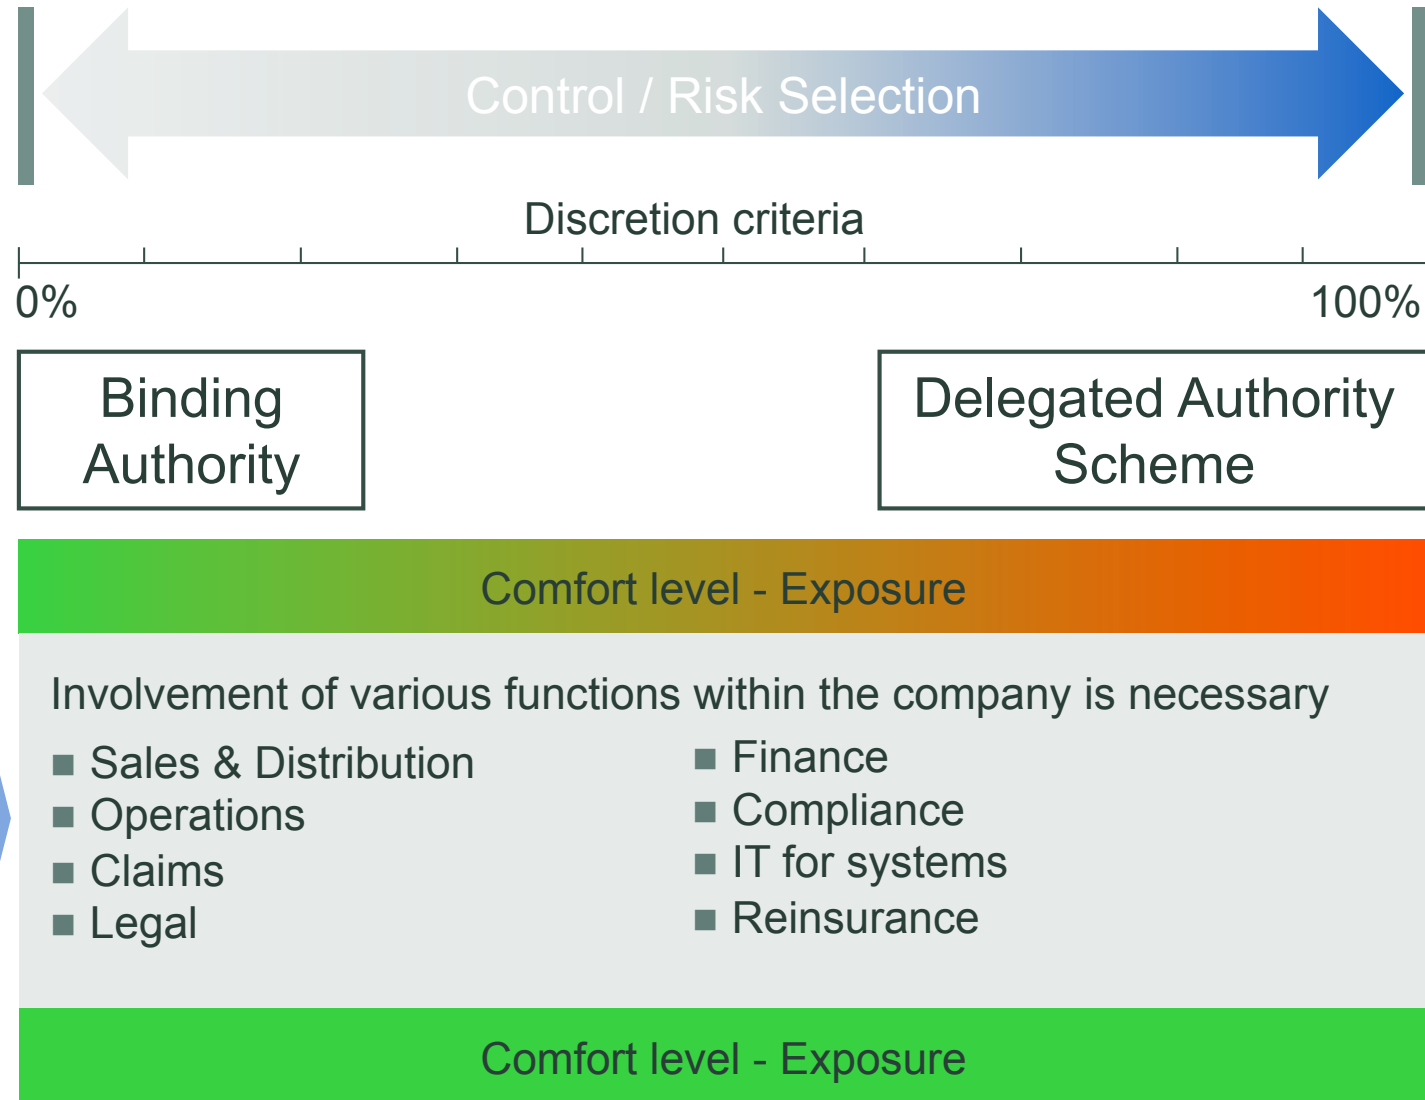 Control / Risk Selection
Discretion criteria
0%
100%
Binding
Authority
Delegated Authority
Scheme
Comfort level - Exposure
Involvement of various functions within the company is necessary
■ Sales & Distribution
■ Operations
■ Claims
■ Legal
■ Finance
■ Compliance
■ IT for systems
■ Reinsurance
Comfort level - Exposure